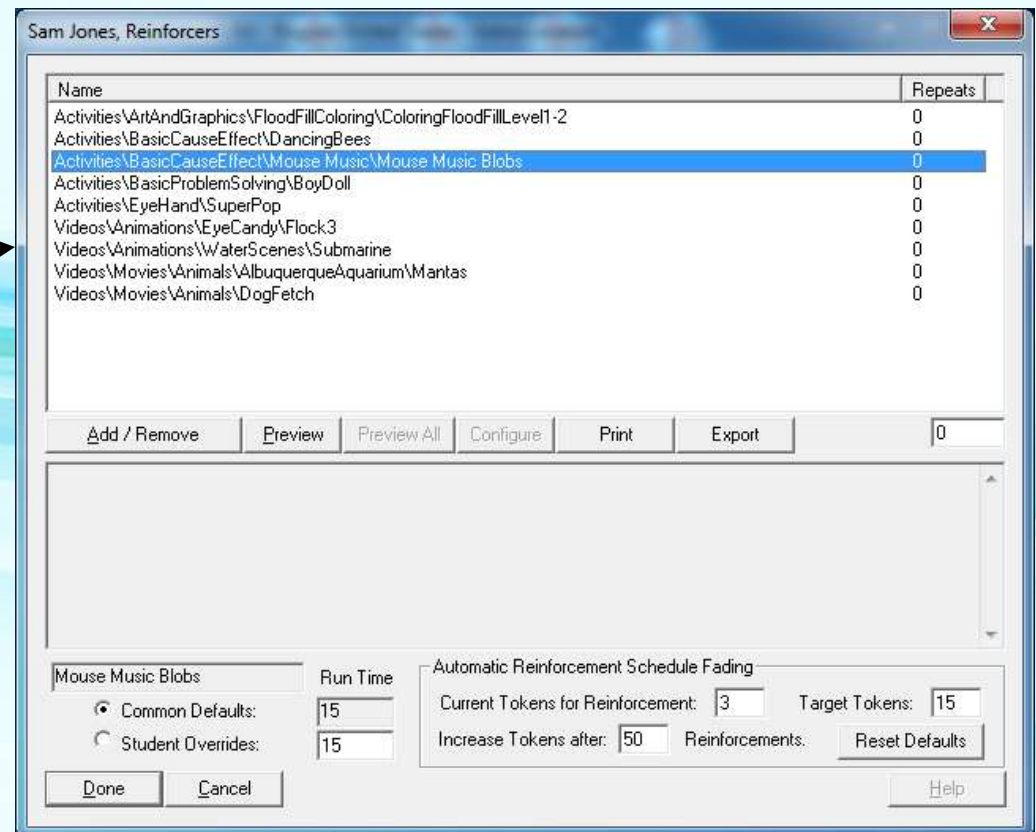 Sam Jones, Reinforcers
Name Repeats
Activities\ArtAndGraphics\FloodFillColoring\ColoringFloodFillLevel1-2 0
Activities\BasicCauseEffect\DancingBees 0
Activities\BasicCauseEffect\Mouse Music\Mouse Music Blobs 0
Activities\BasicProblemSolving\BoyDoll 0
Activities\EyeHand\SuperPop 0
Videos\Animations\EyeCandy\Flock3 0
Videos\Animations\WaterScenes\Submarine 0
Videos\Movies\Animals\AlbuquerqueAquarium\Mantas 0
Videos\Movies\Animals\DogFetch 0
Add / Remove Preview Preview All Configure Print Export 0
Mouse Music Blobs Run Time Automatic Reinforcement Schedule Fading
Common Defaults: 15 Current Tokens for Reinforcement: 3 Target Tokens: 15
Student Overrides: 15 Increase Tokens after: 50 Reinforcements. Reset Defaults
Done Cancel Help